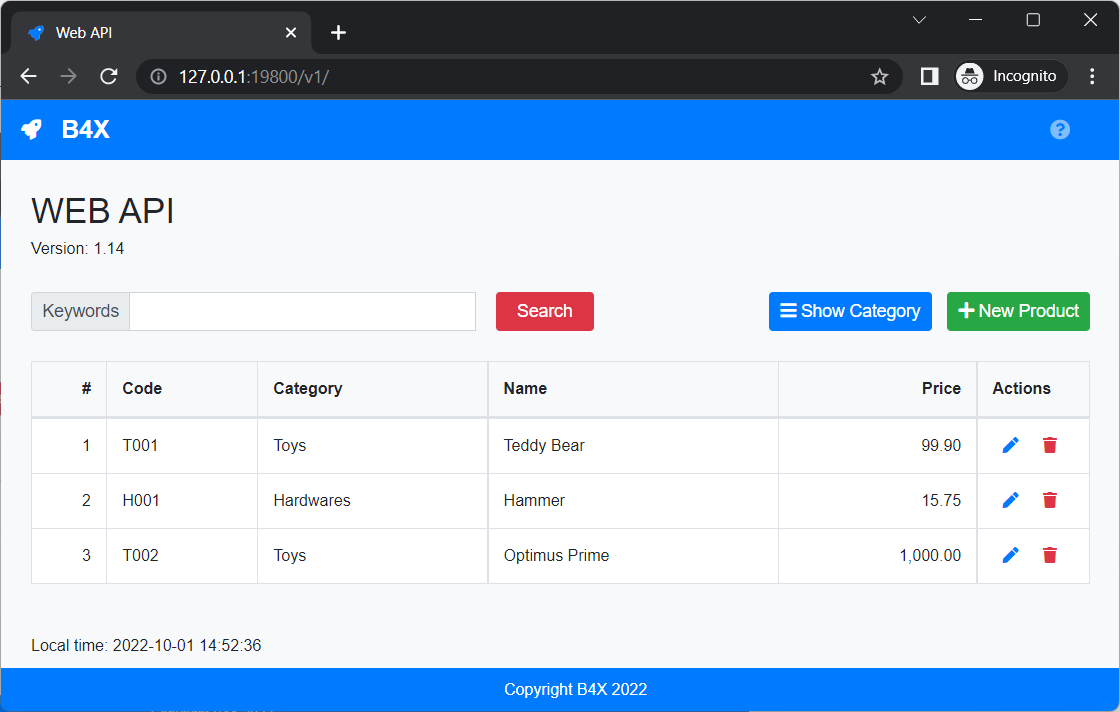 Web API
127.0.0.1:19800/v1/
Incognito
B4X
WEB API
Version: 1.14
Keywords Search Show Category New Product
# Code Category Name Price Actions
1 T001 Toys Teddy Bear 99.90
2 H001 Hardwares Hammer 15.75
3 T002 Toys Optimus Prime 1,000.00
Local time: 2022-10-01 14:52:36
Copyright B4X 2022